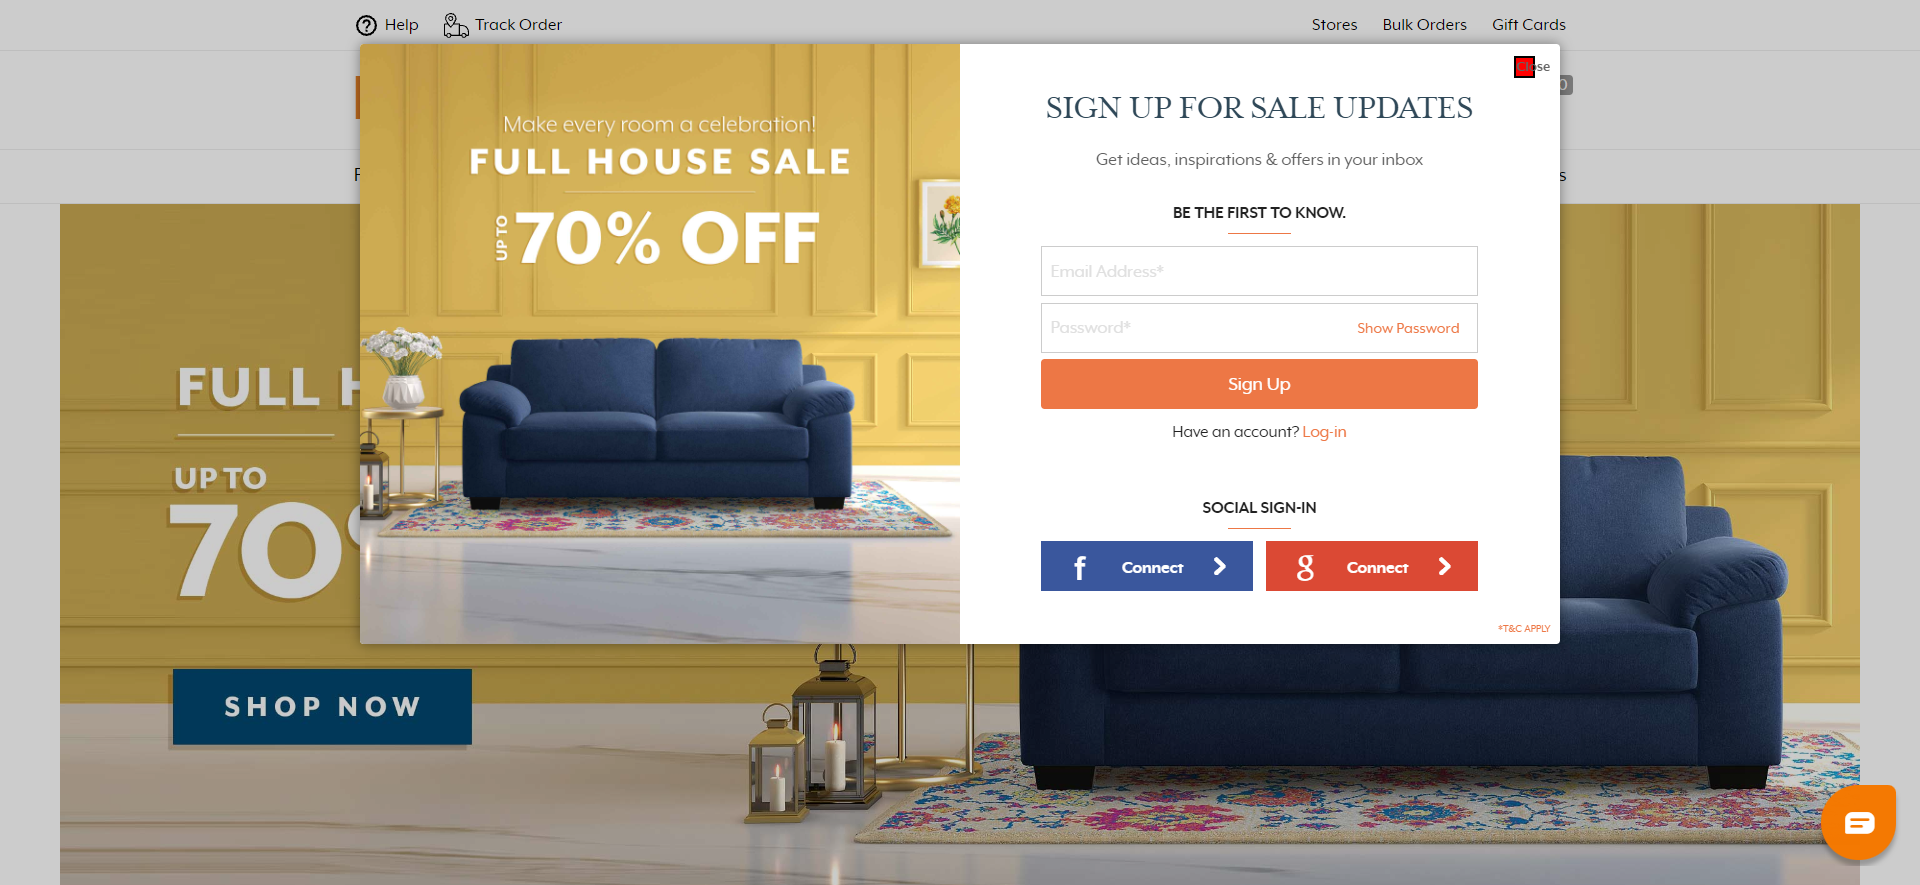 Help
Track Order
Stores
Bulk Orders
Gift Cards
Close
0
Make every room a celebration!
FULL HOUSE SALE
UP TO 70% OFF
SIGN UP FOR SALE UPDATES
Get ideas, inspirations & offers in your inbox
BE THE FIRST TO KNOW.
Email Address*
Password*
Show Password
Sign Up
Have an account? Log-in
SOCIAL SIGN-IN
f Connect
g Connect
*T&C APPLY
FULL H
UP TO
70
SHOP NOW